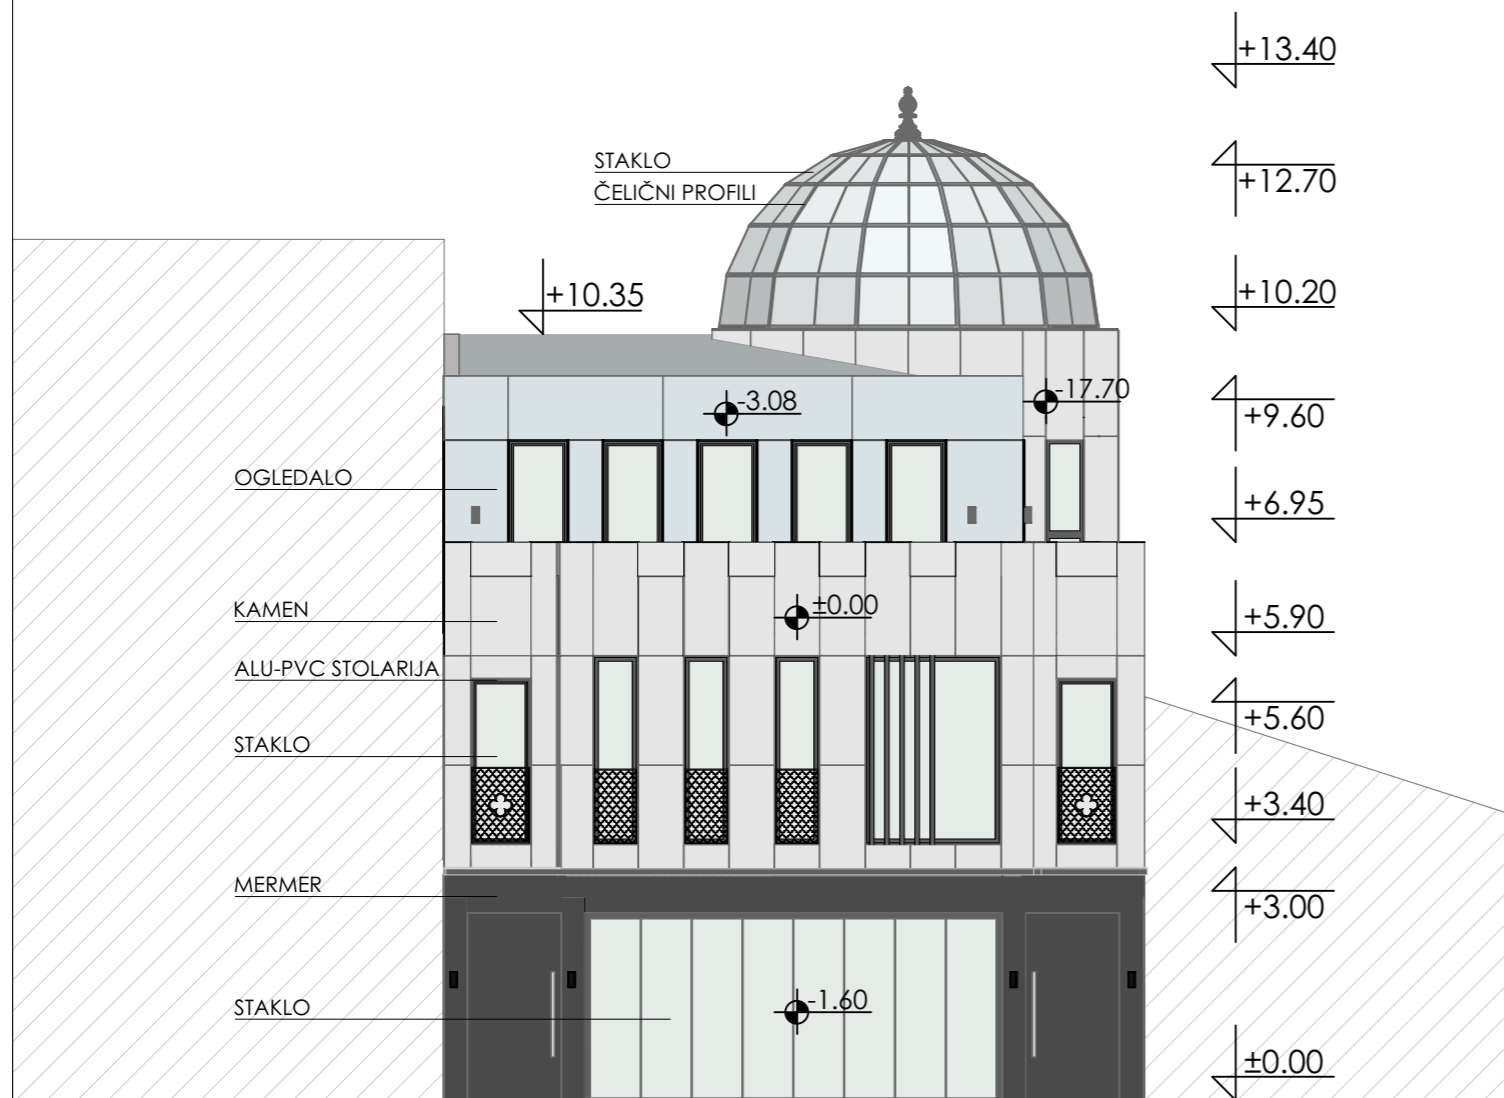 +13.40
STAKLO
ČELIČNI PROFILI
+12.70
+10.35
+10.20
-3.08
-17.70
+9.60
OGLEDALO
+6.95
KAMEN
±0.00
+5.90
ALU-PVC STOLARIJA
+5.60
STAKLO
+3.40
MERMER
+3.00
STAKLO
-1.60
±0.00